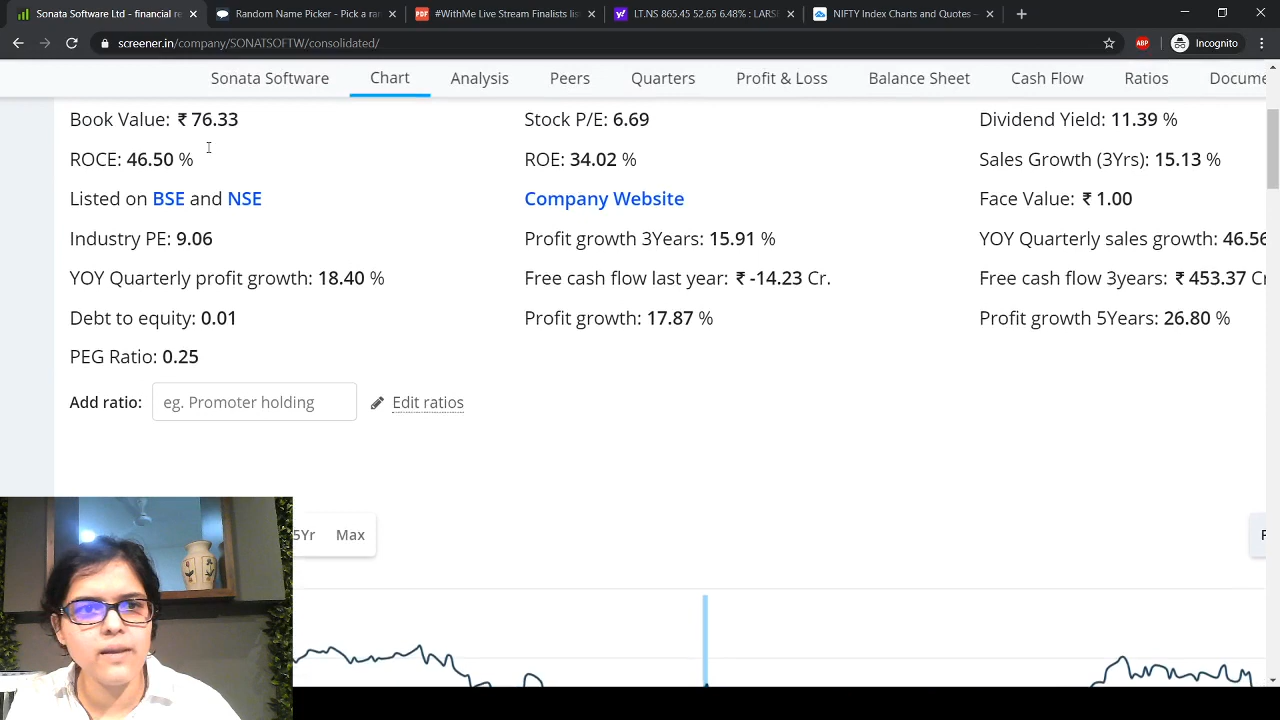 Sonata Software Ltd - financial re
Random Name Picker - Pick a ran
PDF
#WithMe Live Stream Finalists lis
LT.NS 865.45 52.65 6.48% : LARSE
NIFTY Index Charts and Quotes –
screener.in/company/SONATSOFTW/consolidated/
ABP
Incognito
Sonata Software
Chart
Analysis
Peers
Quarters
Profit & Loss
Balance Sheet
Cash Flow
Ratios
Docume
Book Value: ₹ 76.33
Stock P/E: 6.69
Dividend Yield: 11.39 %
ROCE: 46.50 %
ROE: 34.02 %
Sales Growth (3Yrs): 15.13 %
Listed on BSE and NSE
Company Website
Face Value: ₹ 1.00
Industry PE: 9.06
Profit growth 3Years: 15.91 %
YOY Quarterly sales growth: 46.56
YOY Quarterly profit growth: 18.40 %
Free cash flow last year: ₹ -14.23 Cr.
Free cash flow 3years: ₹ 453.37 Cr
Debt to equity: 0.01
Profit growth: 17.87 %
Profit growth 5Years: 26.80 %
PEG Ratio: 0.25
Add ratio:
eg. Promoter holding
Edit ratios
5Yr
Max